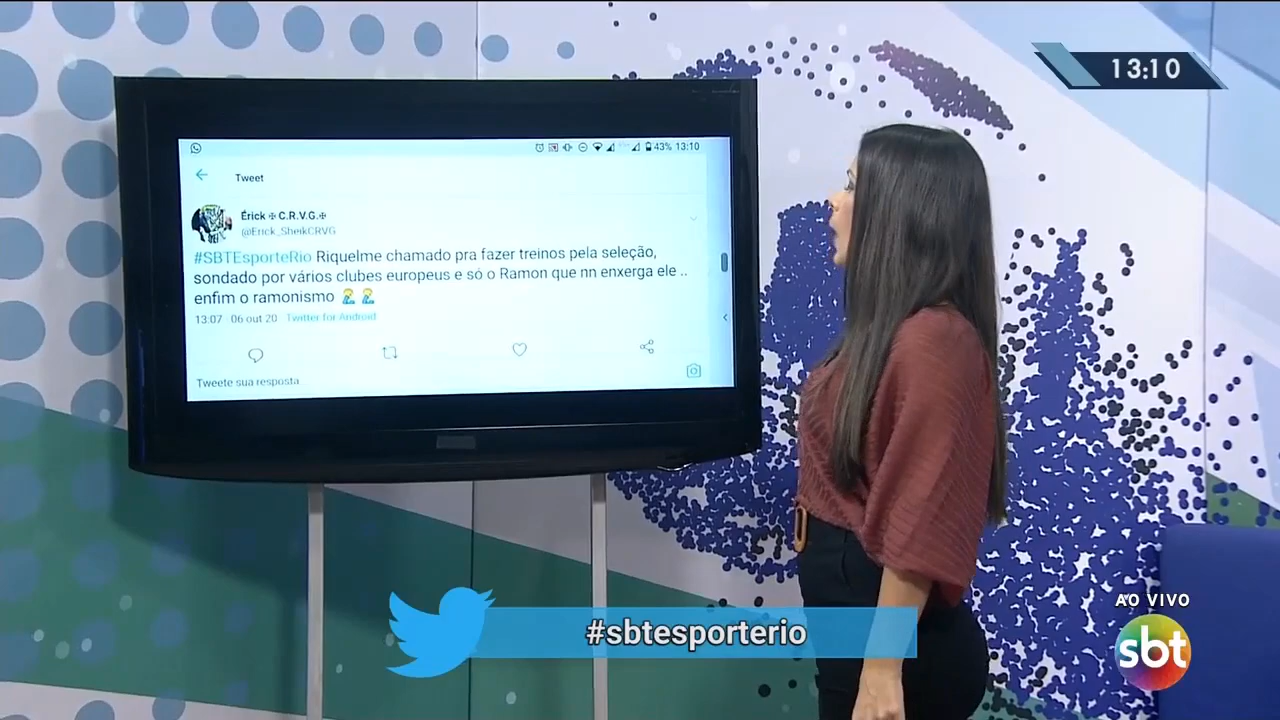 13:10
43% 13:10
Tweet
Érick ✠ C.R.V.G.✠
@Erick_SheikCRVG
#SBTEsporteRio Riquelme chamado pra fazer treinos pela seleção,
sondado por vários clubes europeus e só o Ramon que nn enxerga ele ..
enfim o ramonismo 🤦‍♂️ 🤦‍♂️
13:07 06 out 20 Twitter for Android
Tweete sua resposta
#sbtesporterio
AO VIVO
sbt